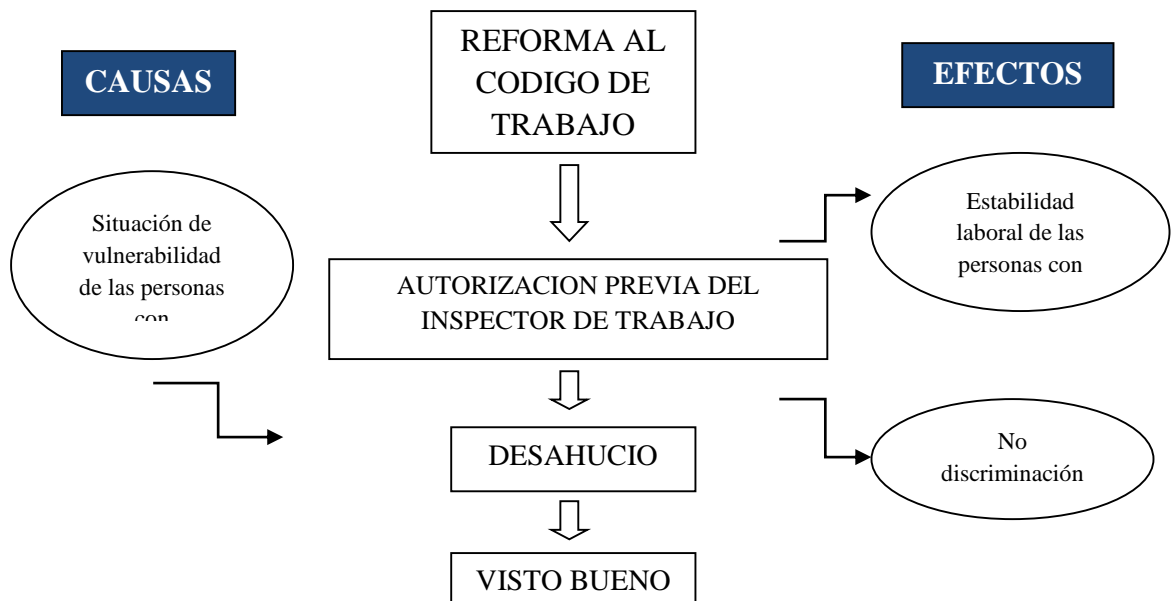 REFORMA AL
CODIGO DE
TRABAJO
CAUSAS
EFECTOS
Situación de
vulnerabilidad
de las personas
con
Estabilidad
laboral de las
personas con
AUTORIZACION PREVIA DEL
INSPECTOR DE TRABAJO
No
discriminación
DESAHUCIO
VISTO BUENO